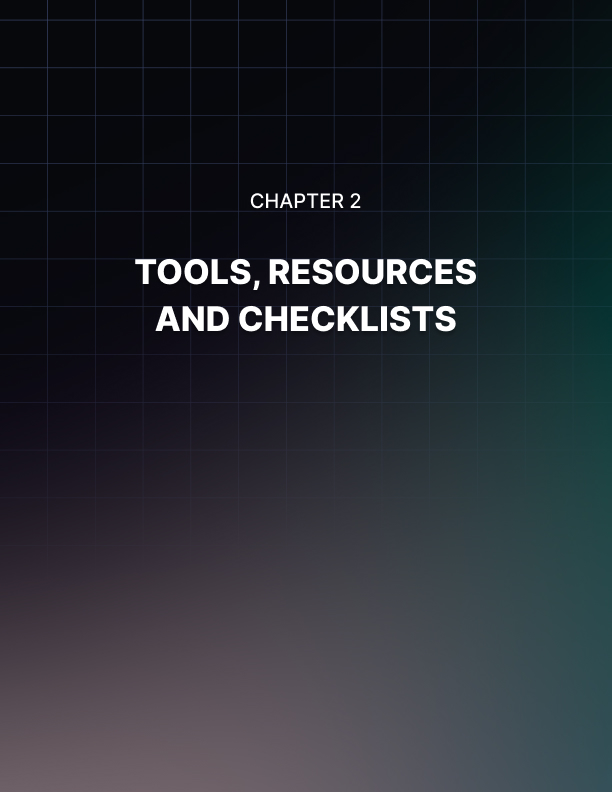 CHAPTER 2
TOOLS, RESOURCES
AND CHECKLISTS